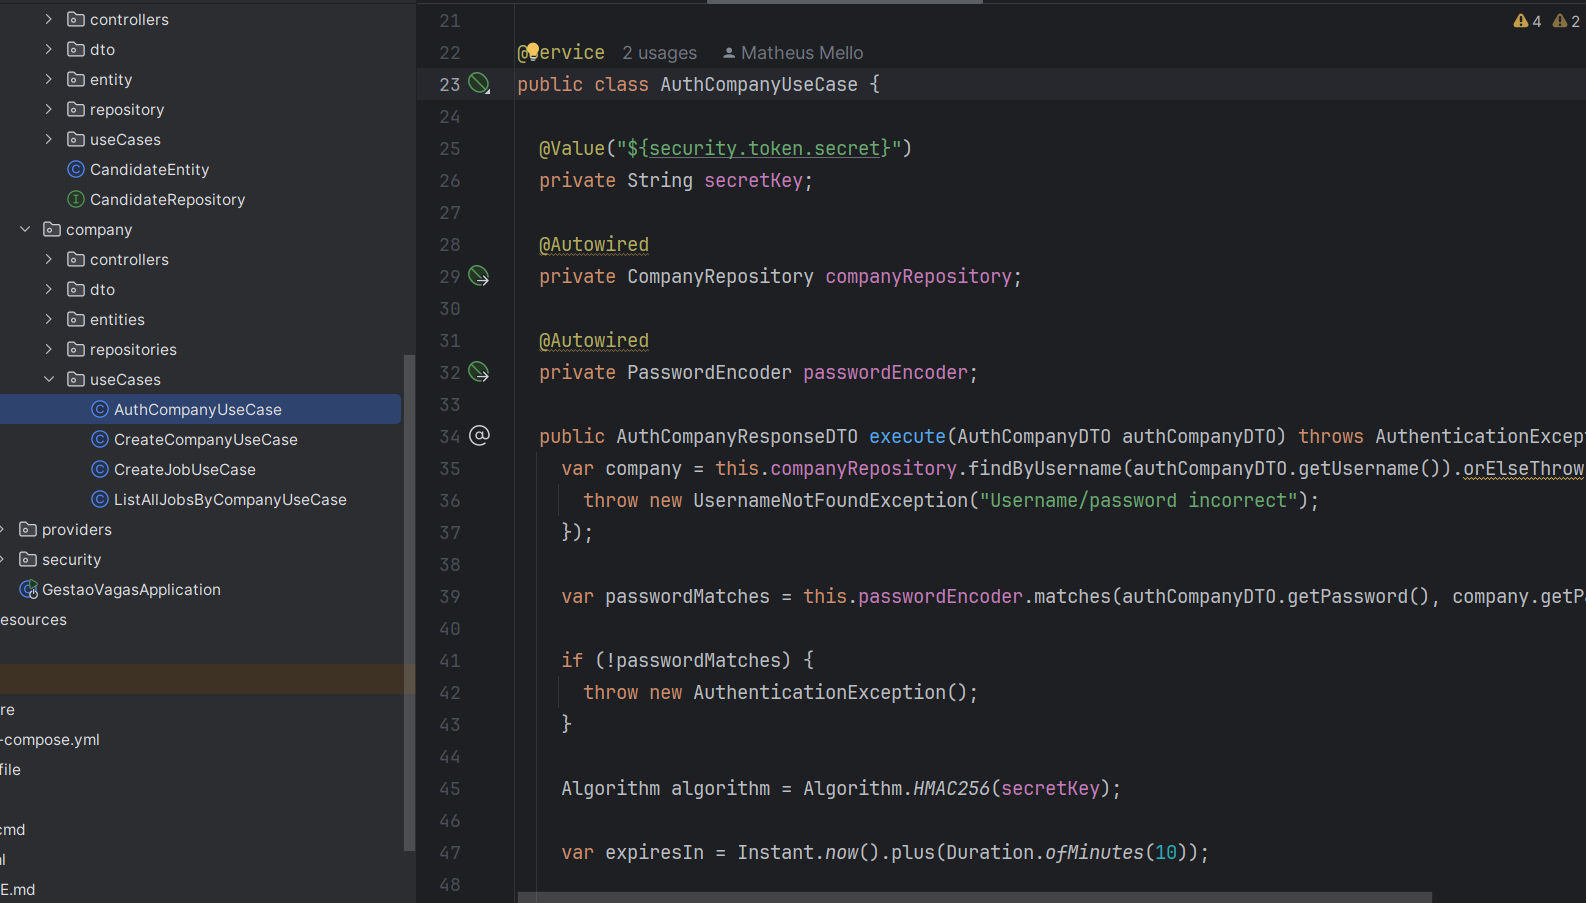 controllers
dto
entity
repository
useCases
CandidateEntity
CandidateRepository
company
controllers
dto
entities
repositories
useCases
AuthCompanyUseCase
CreateCompanyUseCase
CreateJobUseCase
ListAllJobsByCompanyUseCase
providers
security
GestaoVagasApplication
esources
re
-compose.yml
file
cmd
l
E.md
4 2
21
22 @Service 2 usages Matheus Mello
23 public class AuthCompanyUseCase {
24
25 @Value("${security.token.secret}")
26 private String secretKey;
27
28 @Autowired
29 private CompanyRepository companyRepository;
30
31 @Autowired
32 private PasswordEncoder passwordEncoder;
33
34 public AuthCompanyResponseDTO execute(AuthCompanyDTO authCompanyDTO) throws AuthenticationExcept
35 var company = this.companyRepository.findByUsername(authCompanyDTO.getUsername()).orElseThrow
36 throw new UsernameNotFoundException("Username/password incorrect");
37 });
38
39 var passwordMatches = this.passwordEncoder.matches(authCompanyDTO.getPassword(), company.getP
40
41 if (!passwordMatches) {
42 throw new AuthenticationException();
43 }
44
45 Algorithm algorithm = Algorithm.HMAC256(secretKey);
46
47 var expiresIn = Instant.now().plus(Duration.ofMinutes(10));
48